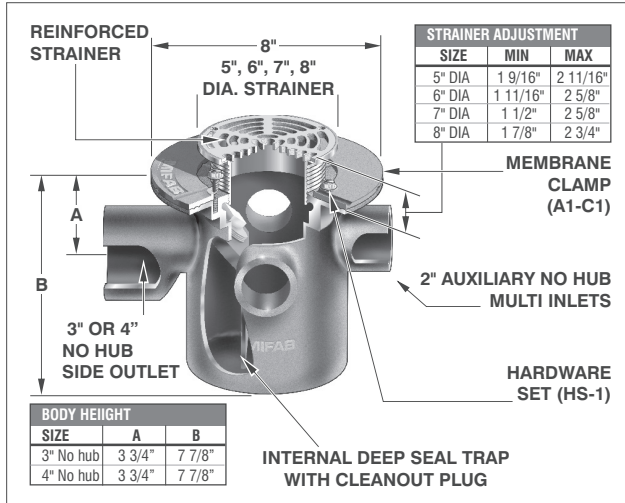 REINFORCED
STRAINER
8"
5", 6", 7", 8"
DIA. STRAINER
STRAINER ADJUSTMENT
SIZE MIN MAX
5" DIA 1 9/16" 2 11/16"
6" DIA 1 11/16" 2 5/8"
7" DIA 1 1/2" 2 5/8"
8" DIA 1 7/8" 2 3/4"
MEMBRANE
CLAMP
(A1-C1)
MIFAB
A
B
2" AUXILIARY NO HUB
MULTI INLETS
3" OR 4”
NO HUB
SIDE OUTLET
MIFAB
HARDWARE
SET (HS-1)
BODY HEIIGHT
SIZE A B
3" No hub 3 3/4” 7 7/8”
4" No hub 3 3/4” 7 7/8”
INTERNAL DEEP SEAL TRAP
WITH CLEANOUT PLUG